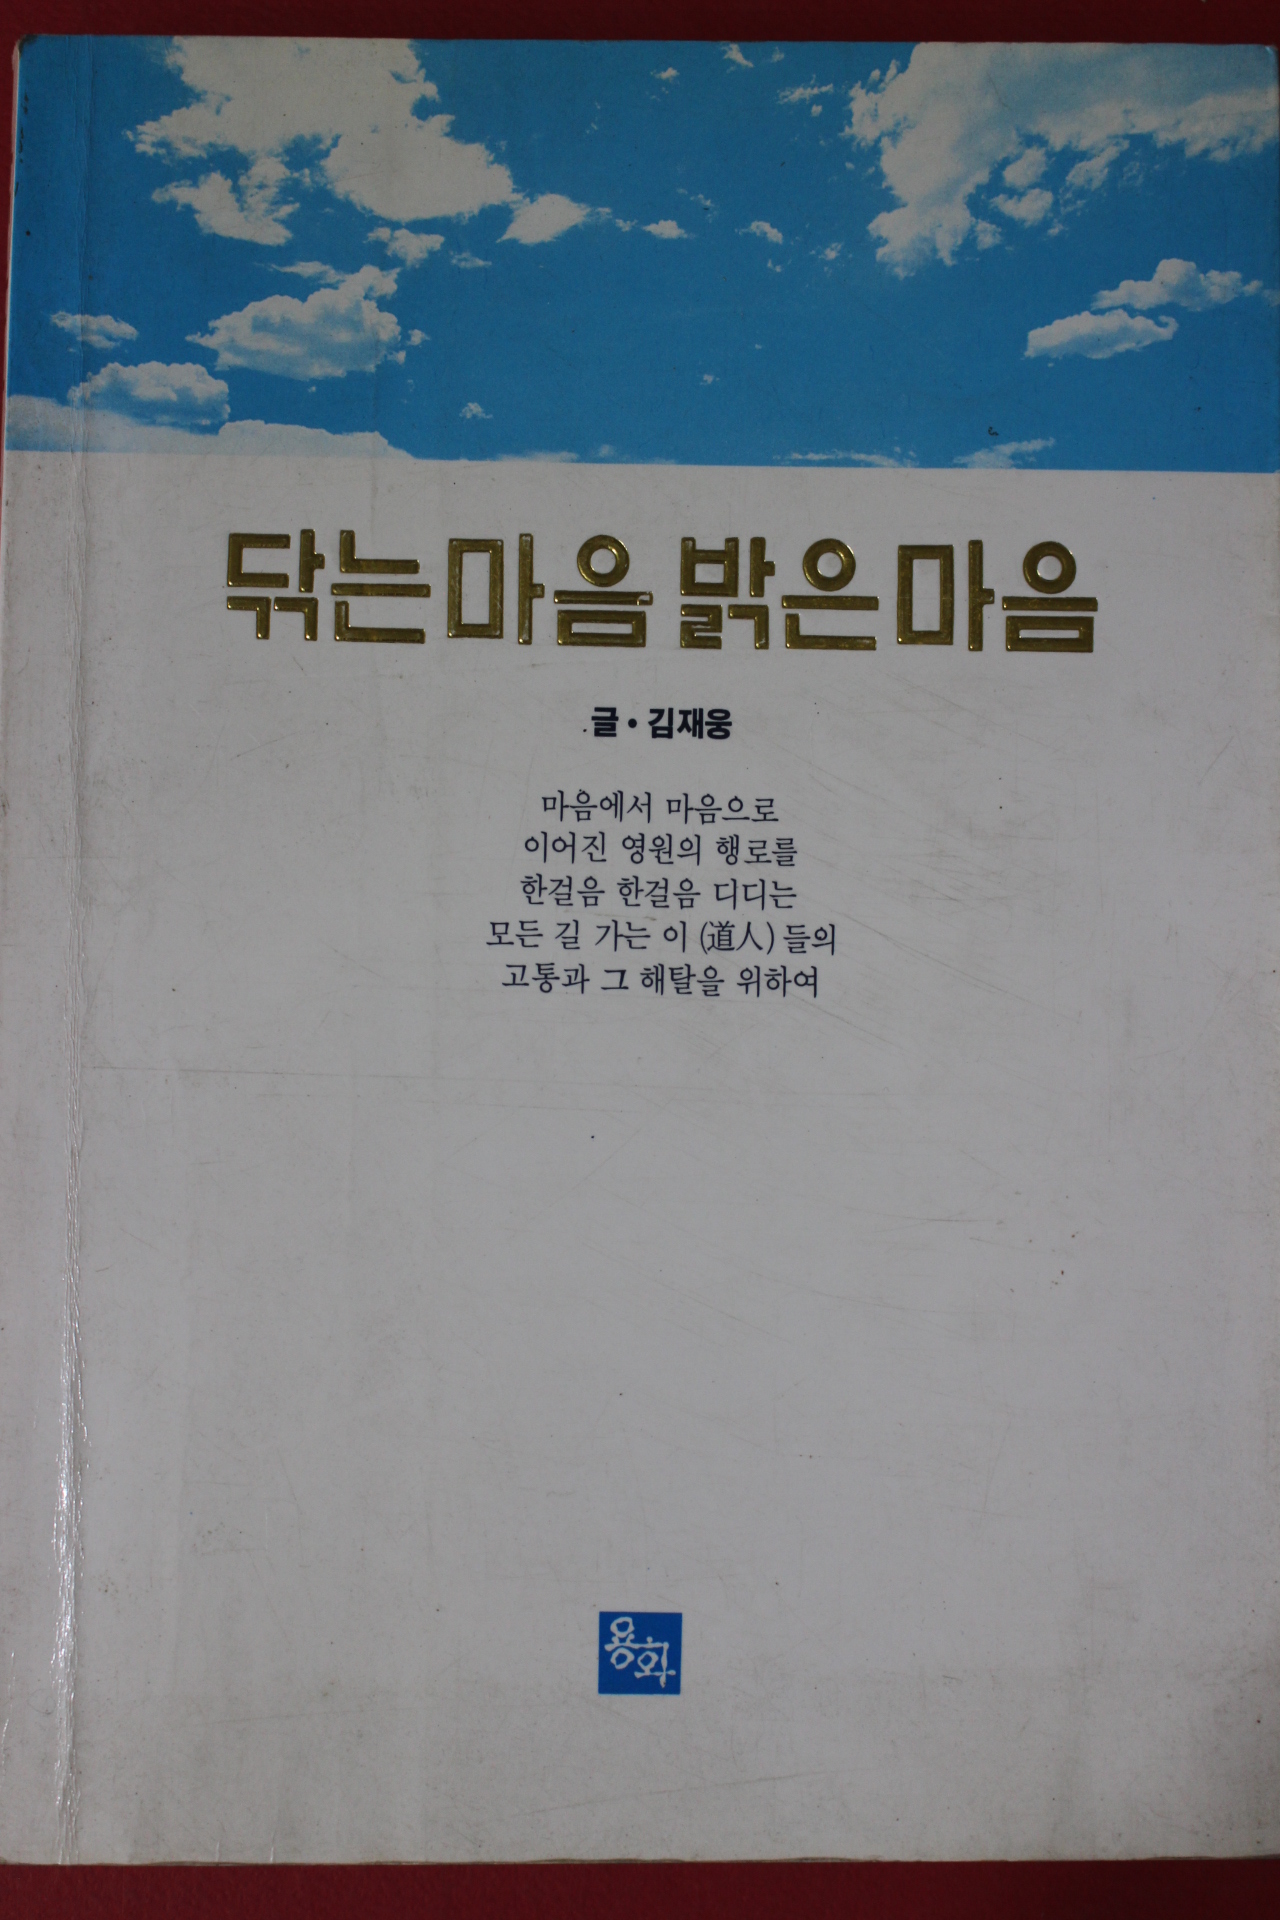 닦는마음 밝은마음
글·김재웅
마음에서 마음으로
이어진 영원의 행로를
한걸음 한걸음 디디는
모든 길 가는 이 (道人) 들의
고통과 그 해탈을 위하여
용화